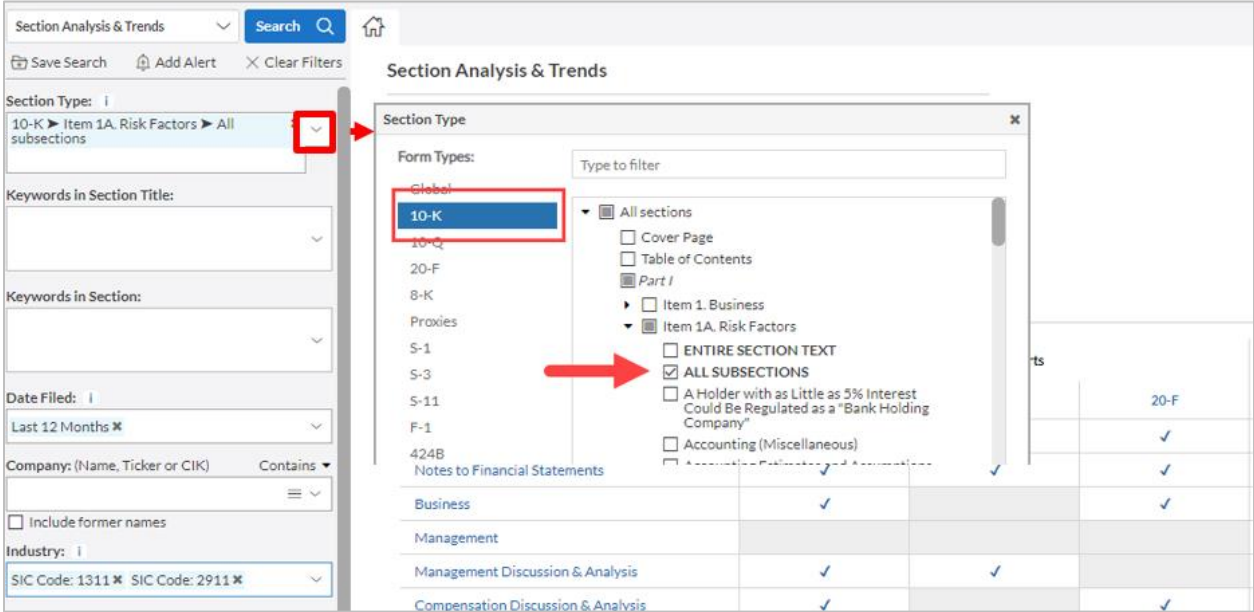 Section Analysis & Trends
Search
Save Search
Add Alert
Clear Filters
Section Type: i
10-K ➤ Item 1A. Risk Factors ➤ All
subsections
Keywords in Section Title:
Keywords in Section:
Date Filed: i
Last 12 Months ✖
Company: (Name, Ticker or CIK)
Contains
Include former names
Industry: i
SIC Code: 1311 ✖ SIC Code: 2911 ✖
Section Analysis & Trends
Section Type
Form Types:
Global
10-K
10-Q
20-F
8-K
Proxies
S-1
S-3
S-11
F-1
424B
Type to filter
All sections
Cover Page
Table of Contents
Part I
Item 1. Business
Item 1A. Risk Factors
ENTIRE SECTION TEXT
ALL SUBSECTIONS
A Holder with as Little as 5% Interest
Could Be Regulated as a "Bank Holding
Company"
Accounting (Miscellaneous)
Accounting Estimates and Assumptions
20-F
Notes to Financial Statements
Business
Management
Management Discussion & Analysis
Compensation Discussion & Analysis